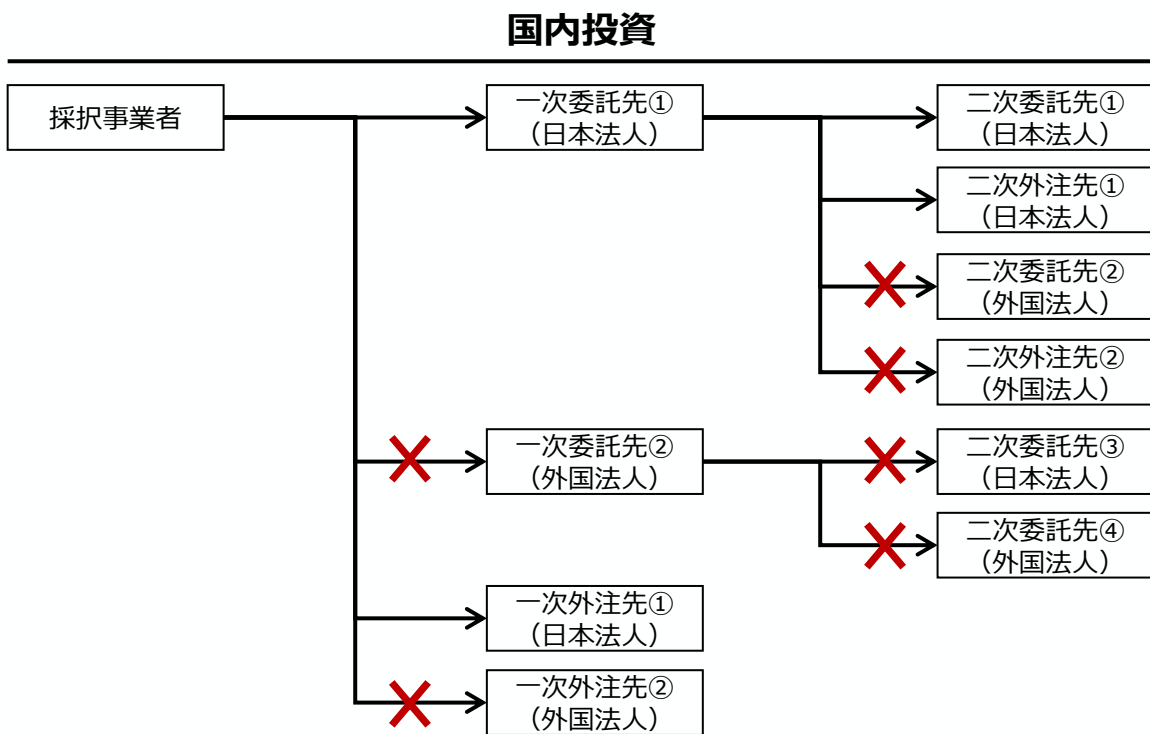 国内投資
採択事業者
一次委託先①
（日本法人）
二次委託先①
（日本法人）
二次外注先①
（日本法人）
二次委託先②
（外国法人）
二次外注先②
（外国法人）
一次委託先②
（外国法人）
二次委託先③
（日本法人）
二次委託先④
（外国法人）
一次外注先①
（日本法人）
一次外注先②
（外国法人）